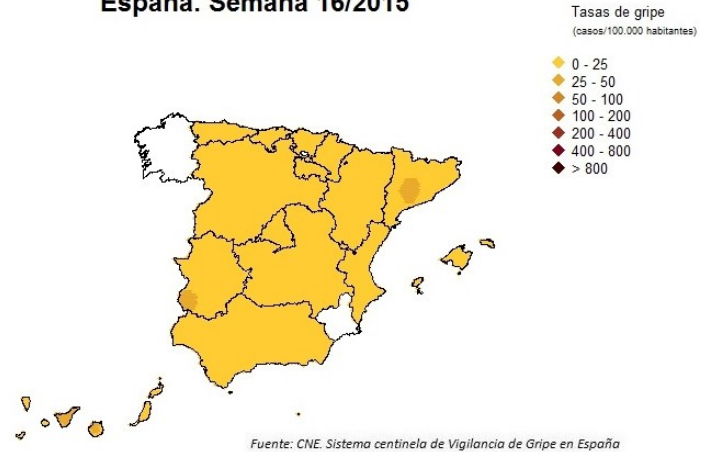 España. Semana 16/2015
Tasas de gripe
(casos/100.000 habitantes)
0 - 25
25 - 50
50 - 100
100 - 200
200 - 400
400 - 800
> 800
Fuente: CNE. Sistema centinela de Vigilancia de Gripe en España